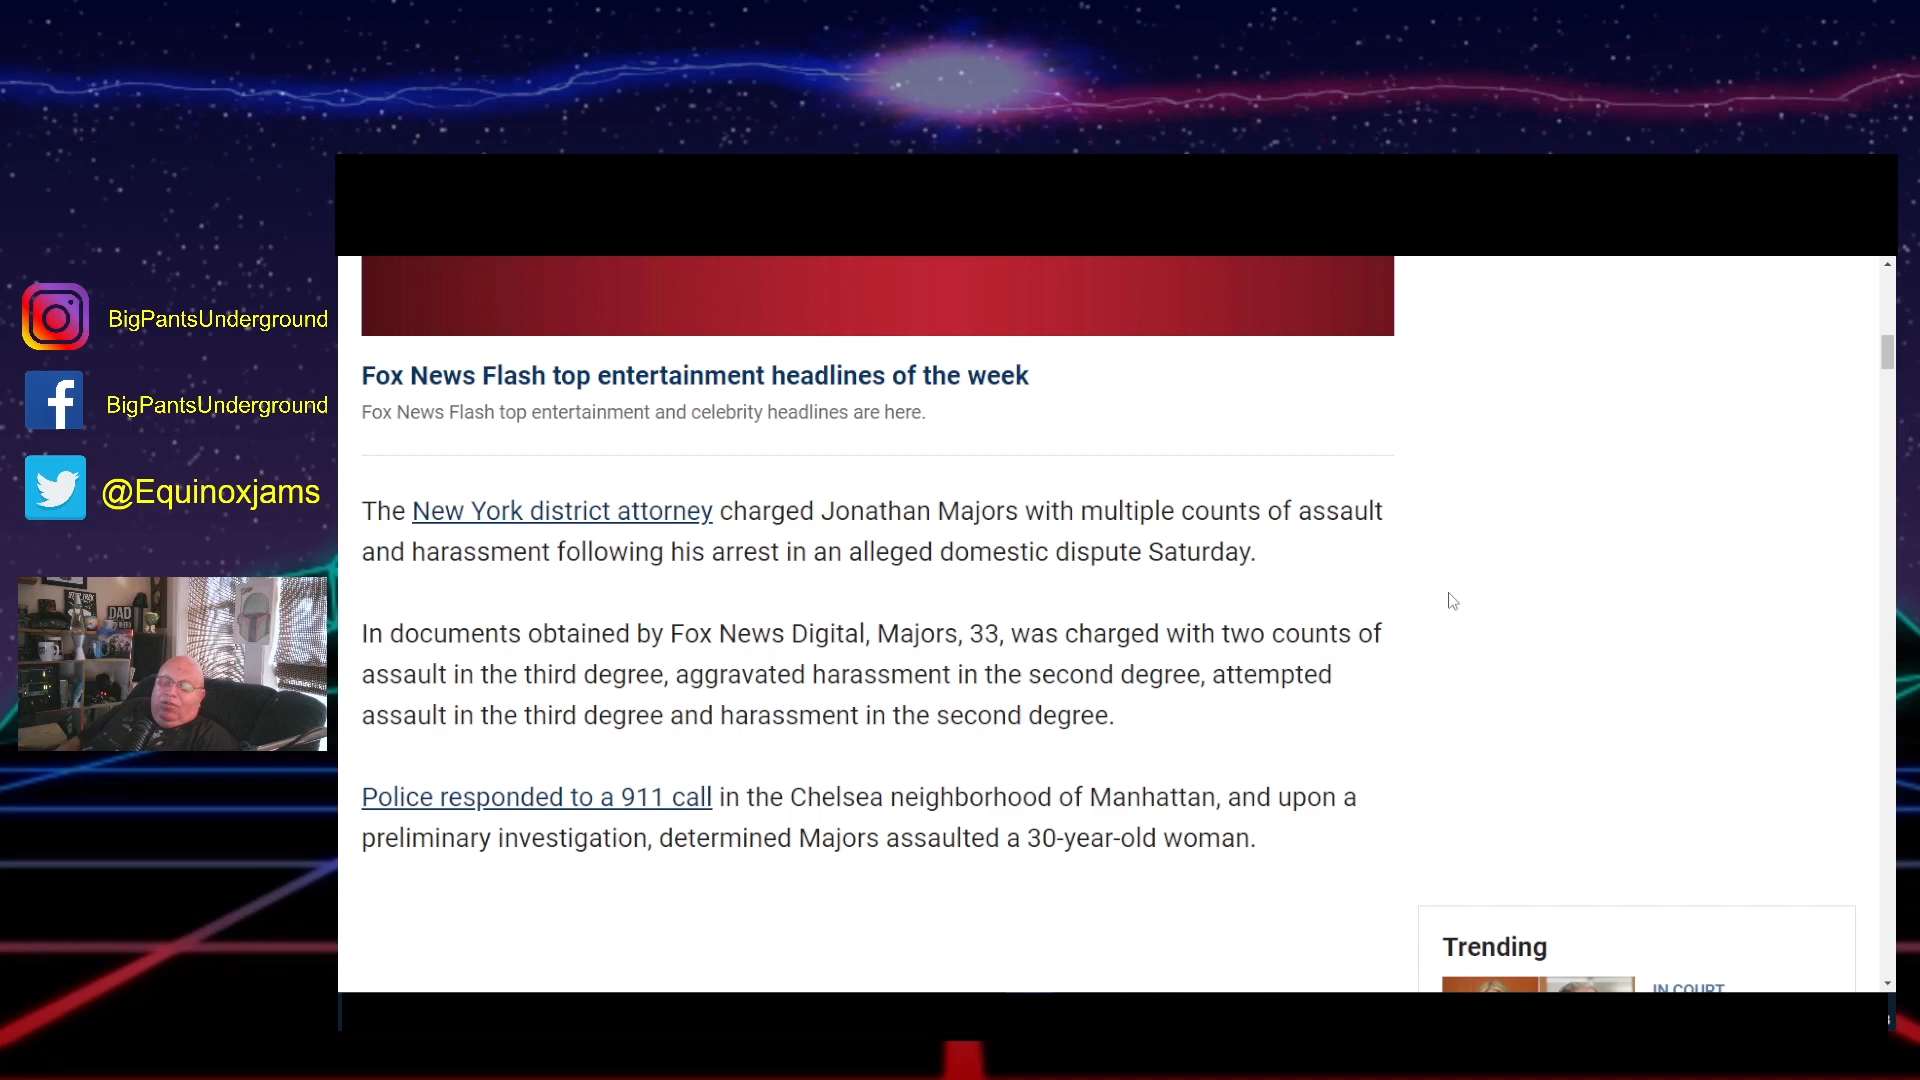 BigPantsUnderground
BigPantsUnderground
@Equinoxjams
DAD
Fox News Flash top entertainment headlines of the week
Fox News Flash top entertainment and celebrity headlines are here.
The New York district attorney charged Jonathan Majors with multiple counts of assault
and harassment following his arrest in an alleged domestic dispute Saturday.
In documents obtained by Fox News Digital, Majors, 33, was charged with two counts of
assault in the third degree, aggravated harassment in the second degree, attempted
assault in the third degree and harassment in the second degree.
Police responded to a 911 call in the Chelsea neighborhood of Manhattan, and upon a
preliminary investigation, determined Majors assaulted a 30-year-old woman.
Trending
IN COURT